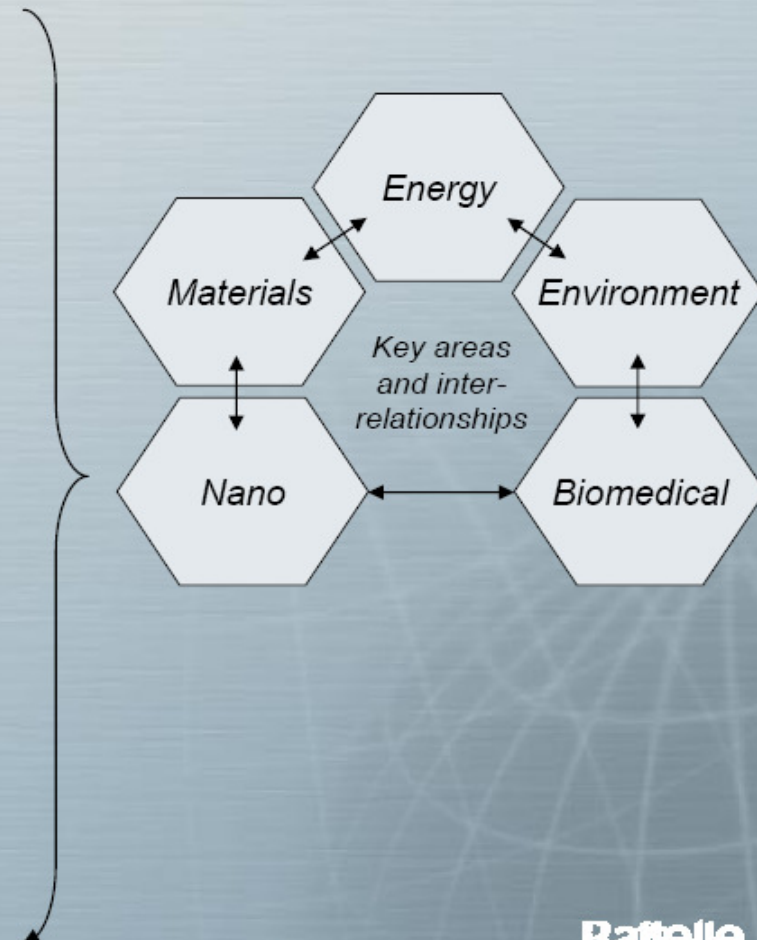 Energy
Materials
Environment
Key areas
and inter-
relationships
Nano
Biomedical
Battelle